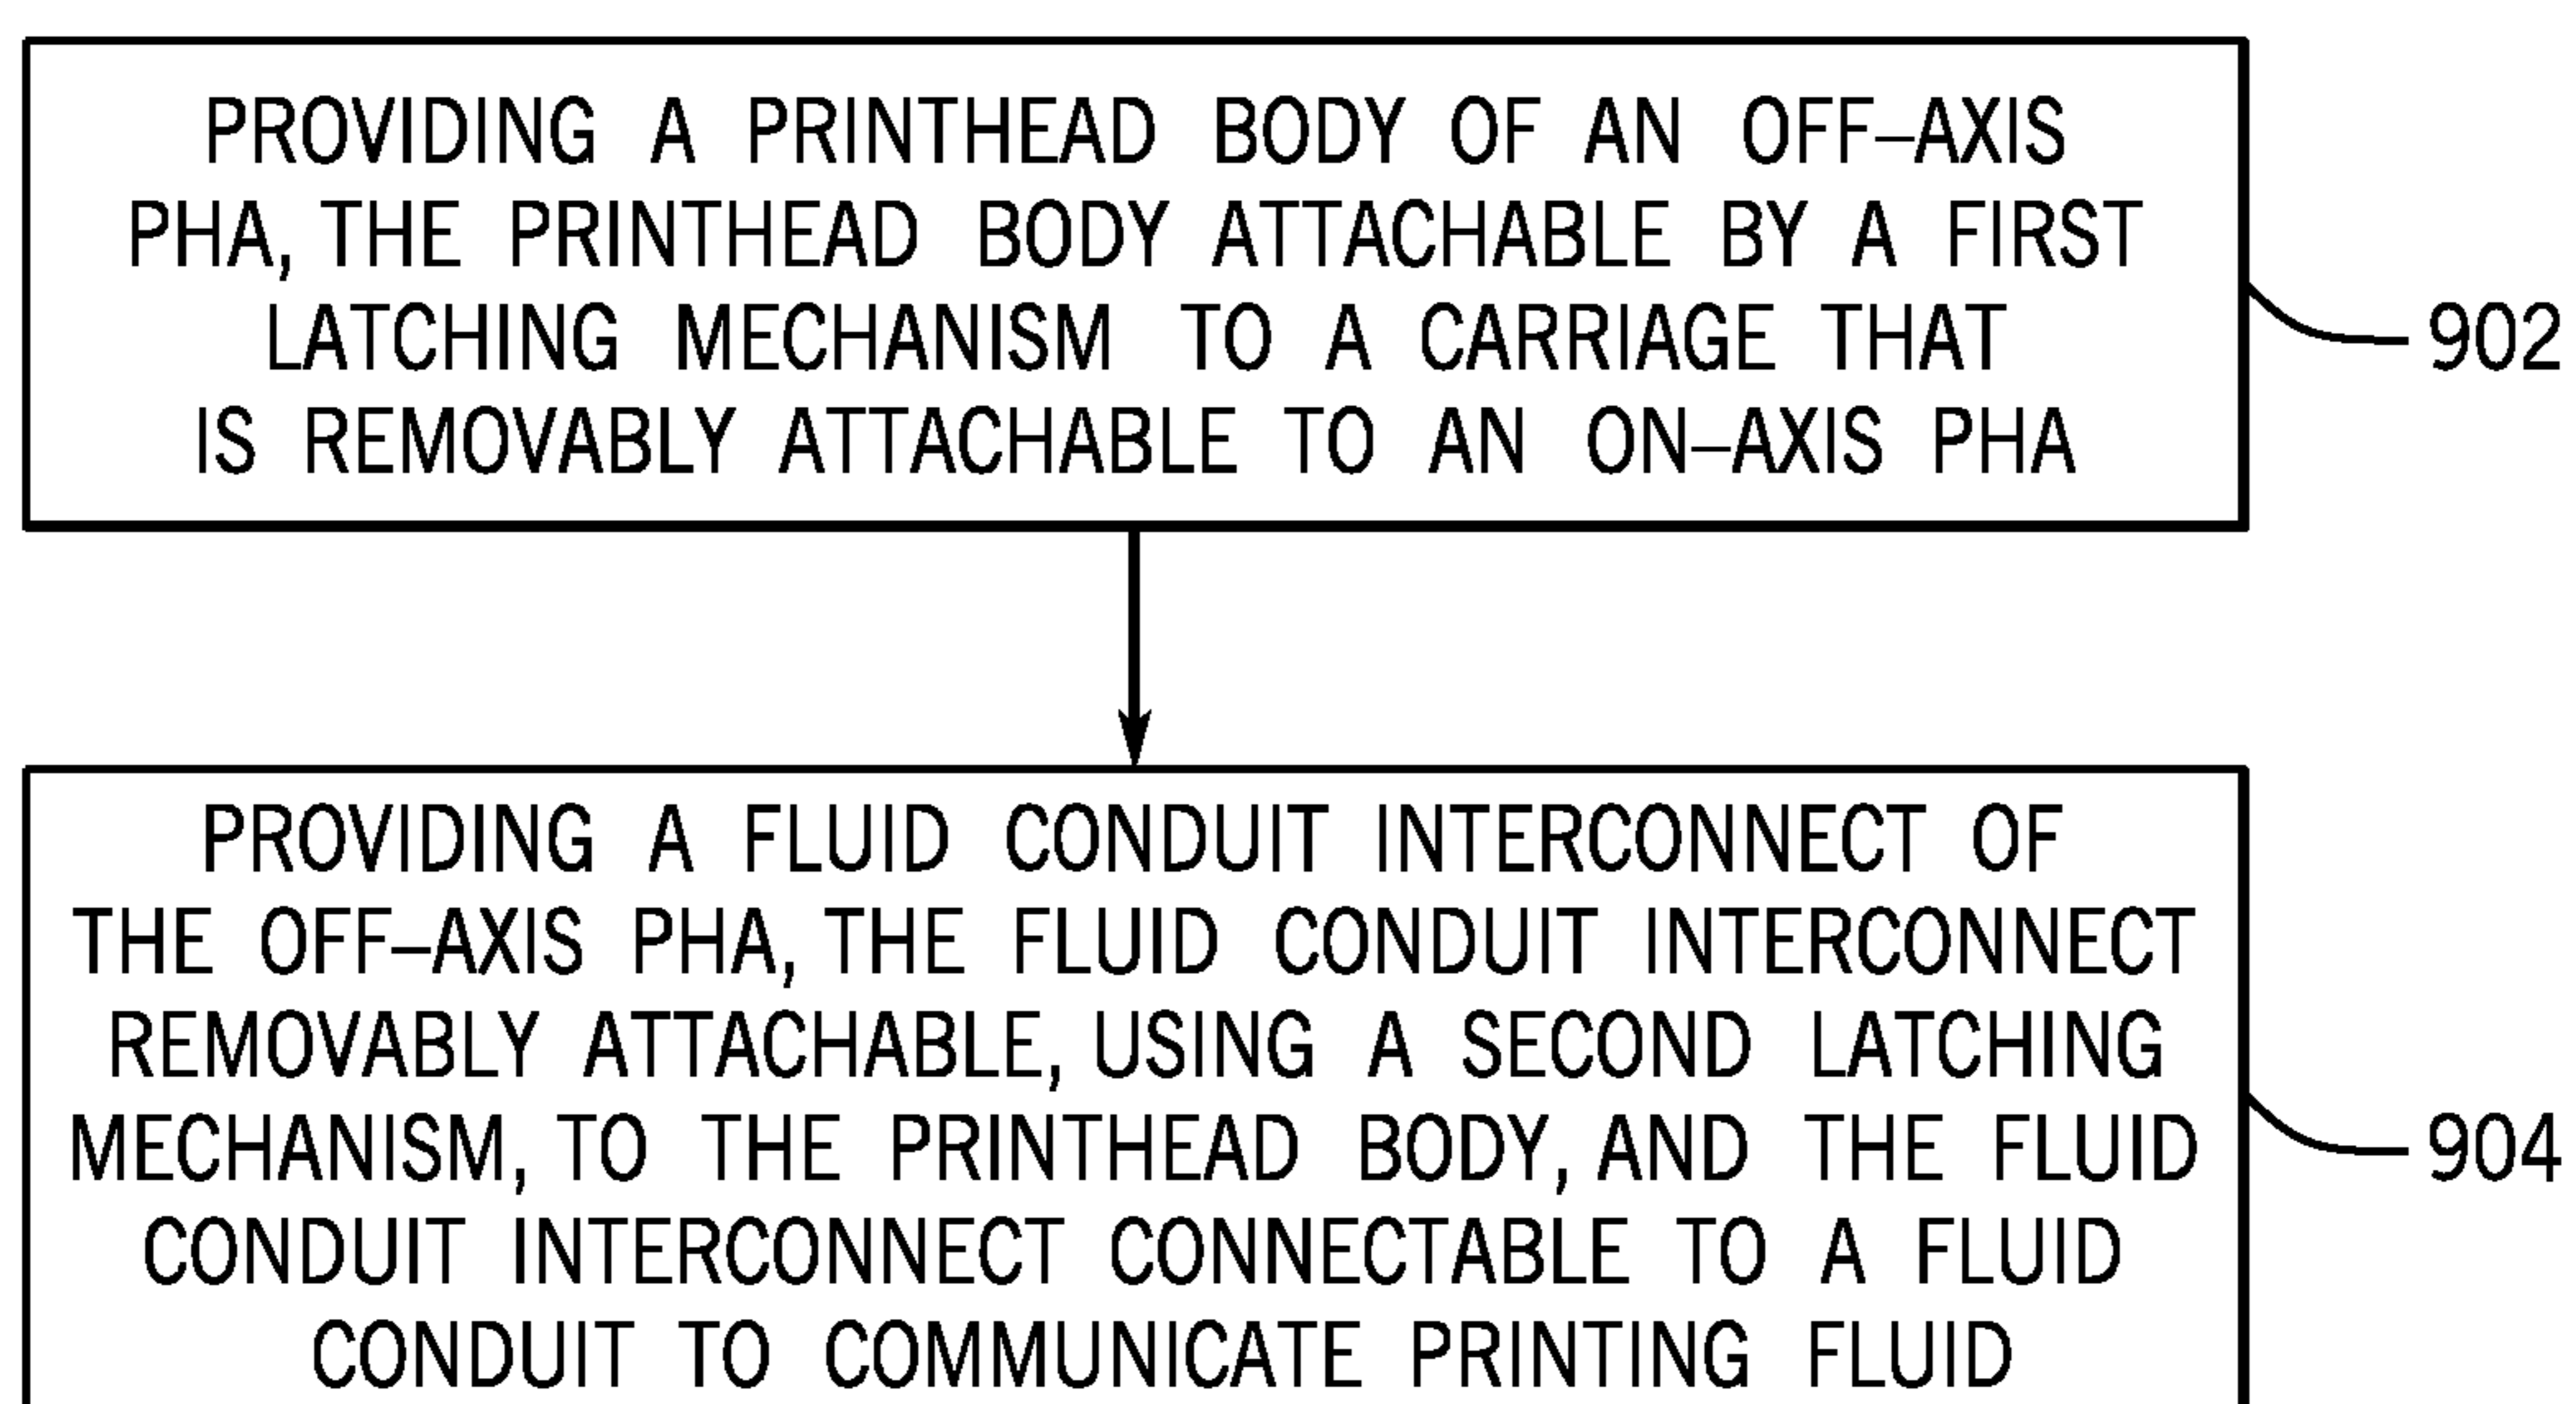 PROVIDING A PRINTHEAD BODY OF AN OFF–AXIS
PHA, THE PRINTHEAD BODY ATTACHABLE BY A FIRST
LATCHING MECHANISM TO A CARRIAGE THAT
IS REMOVABLY ATTACHABLE TO AN ON–AXIS PHA
902
PROVIDING A FLUID CONDUIT INTERCONNECT OF
THE OFF–AXIS PHA, THE FLUID CONDUIT INTERCONNECT
REMOVABLY ATTACHABLE, USING A SECOND LATCHING
MECHANISM, TO THE PRINTHEAD BODY, AND THE FLUID
CONDUIT INTERCONNECT CONNECTABLE TO A FLUID
CONDUIT TO COMMUNICATE PRINTING FLUID
904